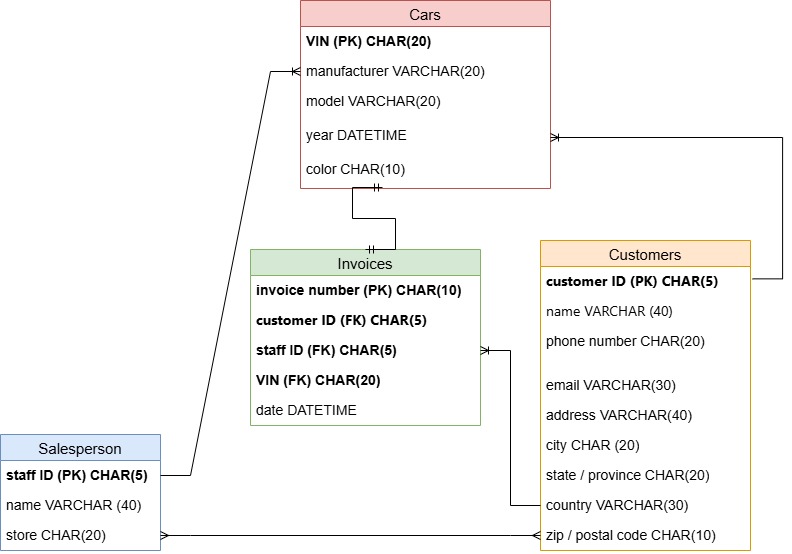 Cars
VIN (PK) CHAR(20)
manufacturer VARCHAR(20)
model VARCHAR(20)
year DATETIME
color CHAR(10)
Invoices
invoice number (PK) CHAR(10)
customer ID (FK) CHAR(5)
staff ID (FK) CHAR(5)
VIN (FK) CHAR(20)
date DATETIME
Customers
customer ID (PK) CHAR(5)
name VARCHAR (40)
phone number CHAR(20)
email VARCHAR(30)
address VARCHAR(40)
city CHAR (20)
state / province CHAR(20)
country VARCHAR(30)
zip / postal code CHAR(10)
Salesperson
staff ID (PK) CHAR(5)
name VARCHAR (40)
store CHAR(20)